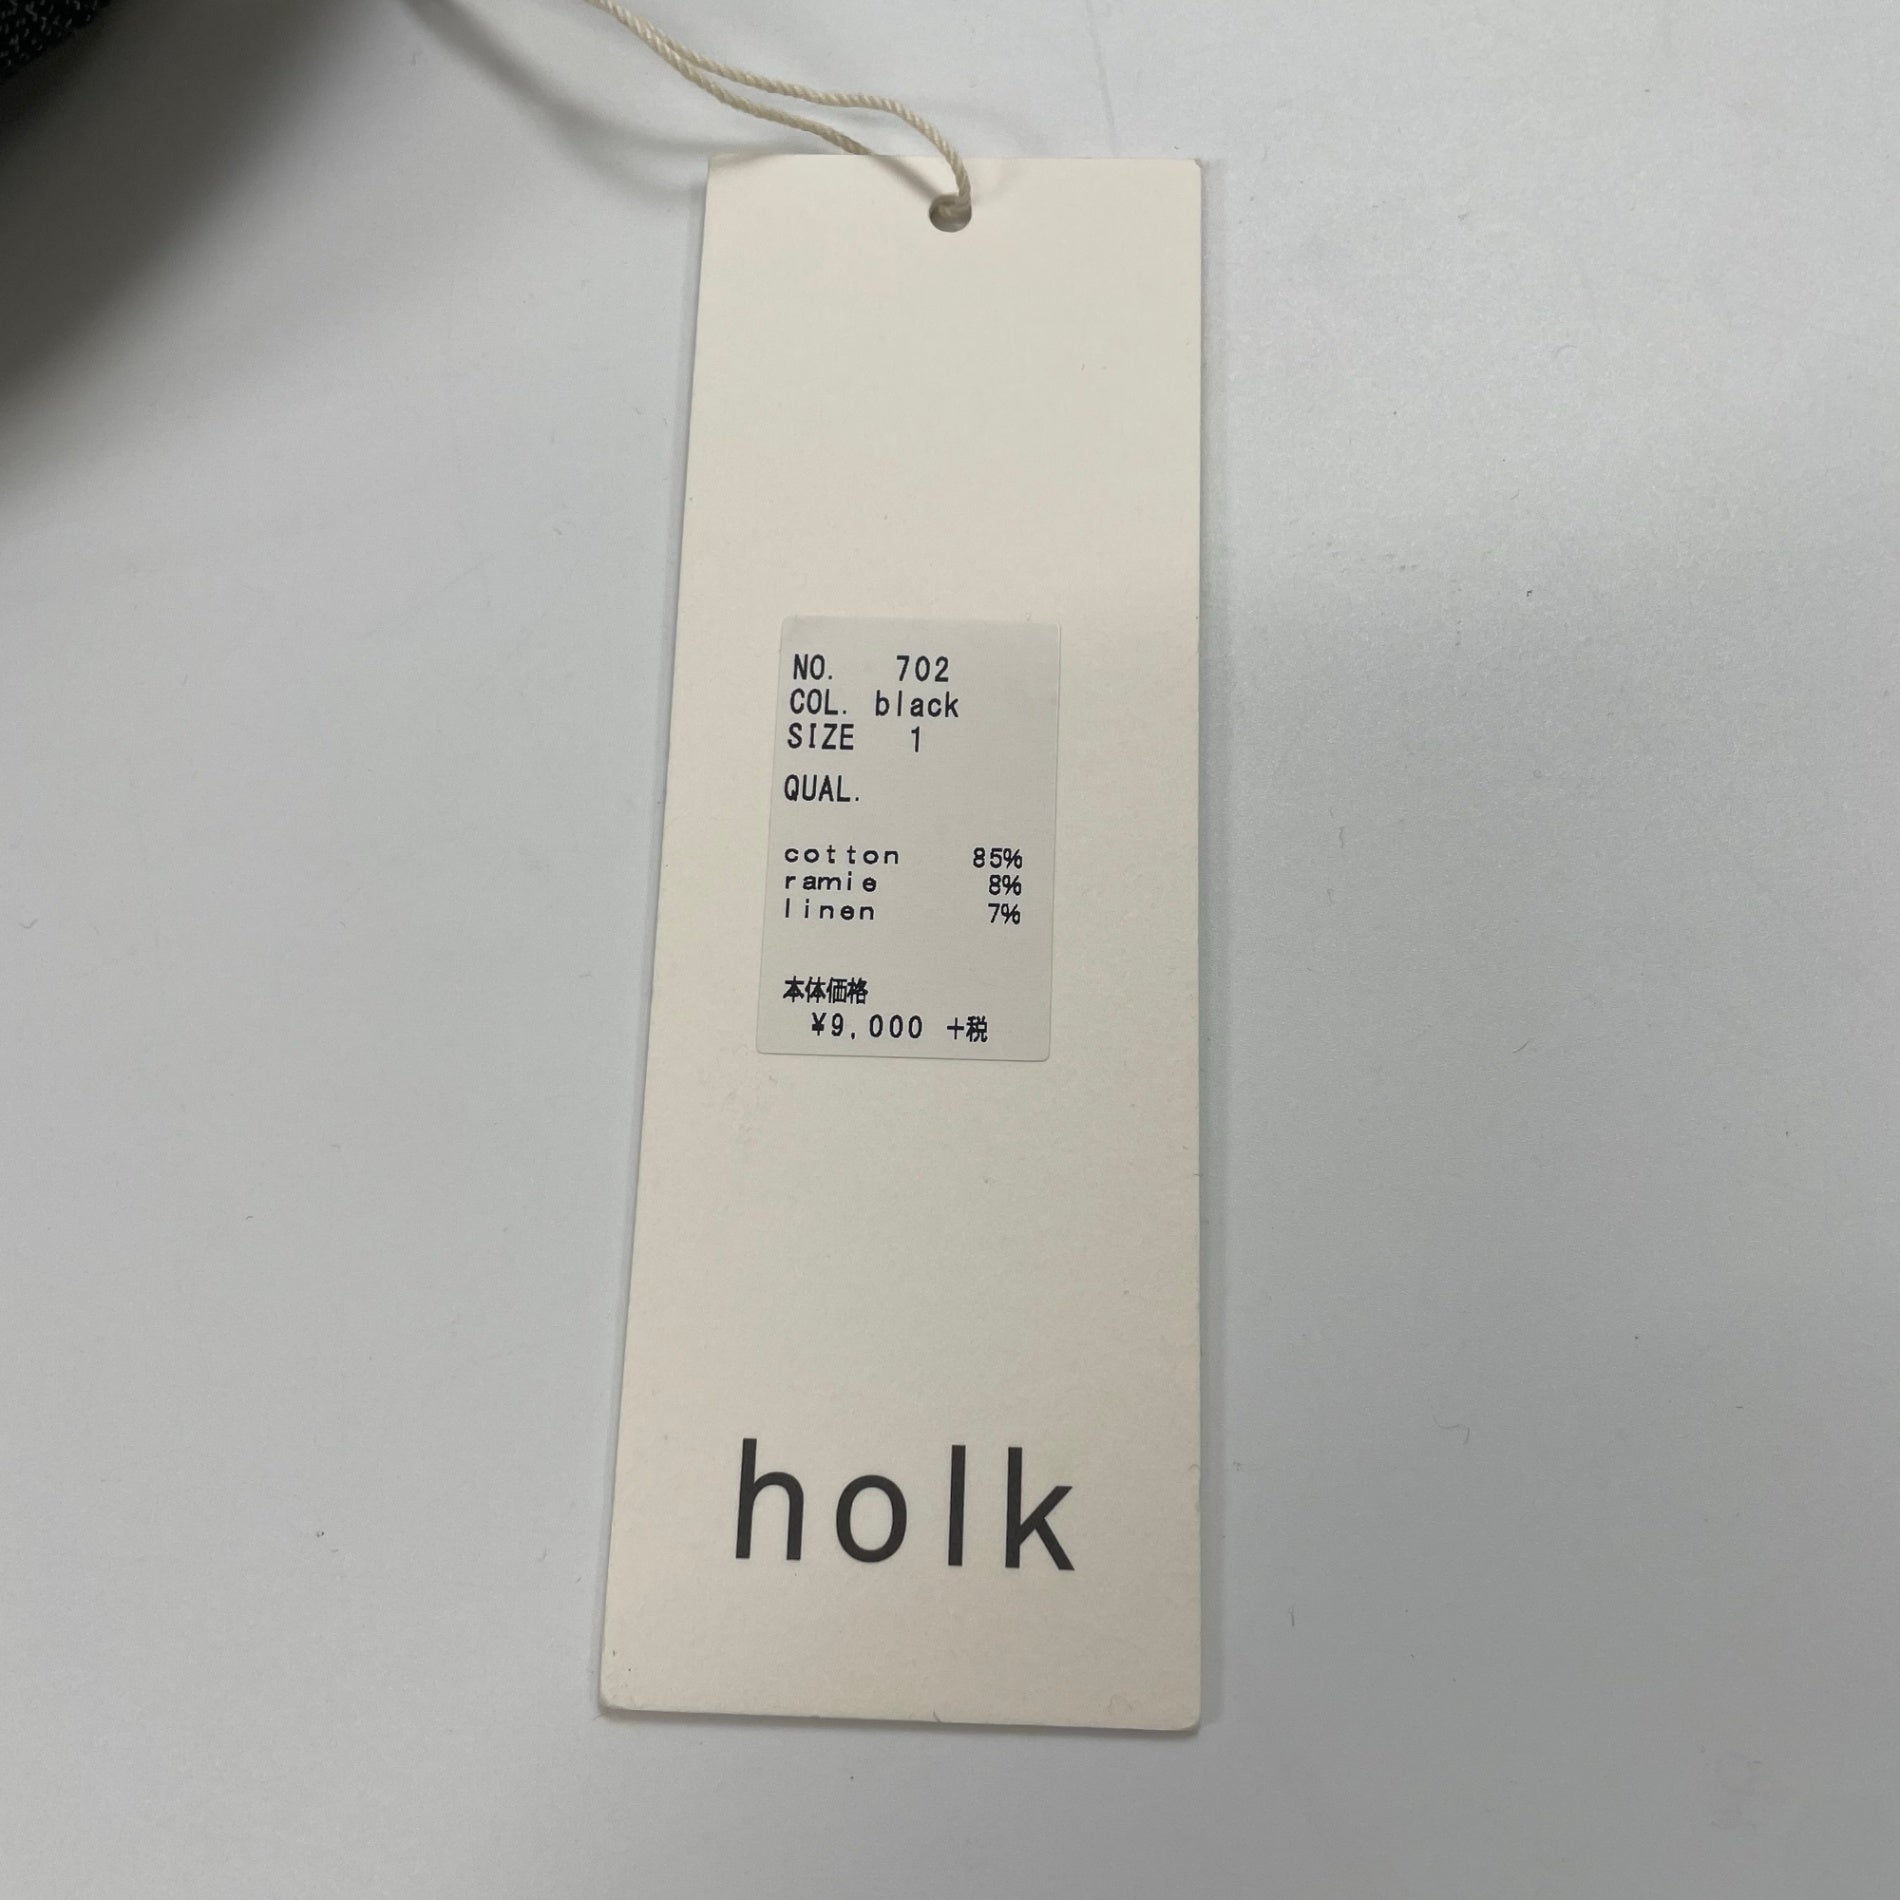 NO. 702
COL. black
SIZE 1
QUAL.
cotton 85%
ramie 8%
linen 7%
本体価格
¥9,000 +税
holk